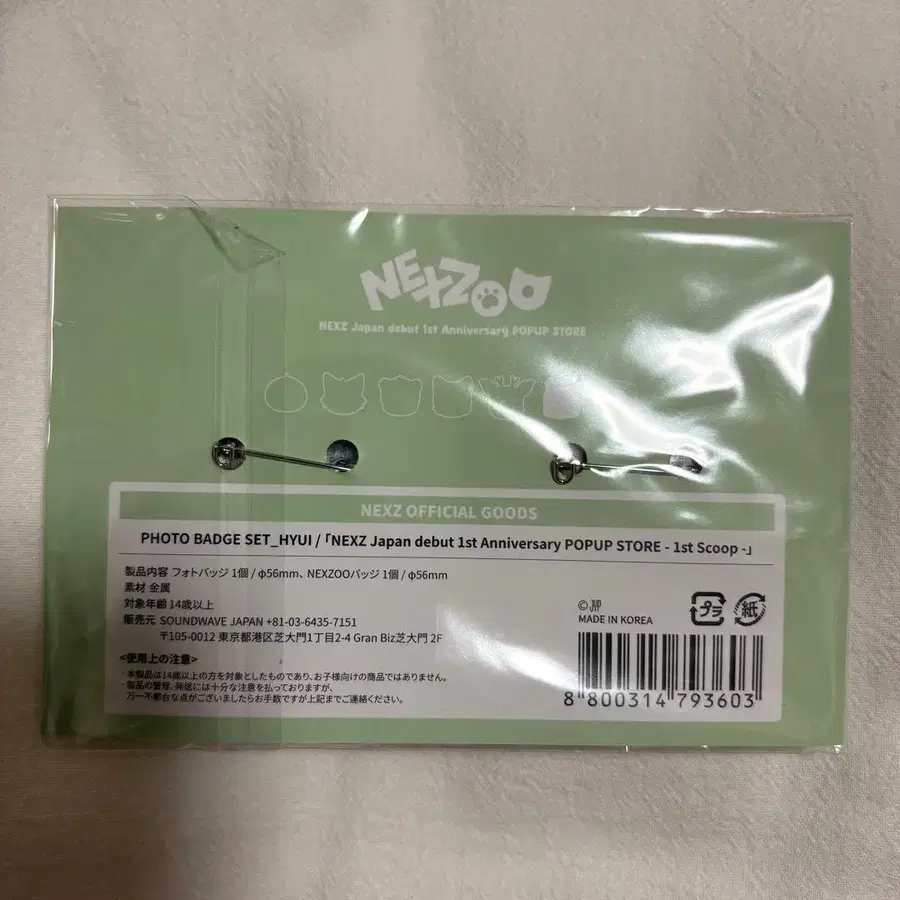 NEXZOO
NEXZ Japan debut 1st Anniversary POPUP STORE
NEXZ OFFICIAL GOODS
PHOTO BADGE SET_HYUI /「NEXZ Japan debut 1st Anniversary POPUP STORE - 1st Scoop -」
製品内容 フォトバッジ 1個 / φ56mm、NEXZOOバッジ 1個 / φ56mm
素材 金属
対象年齢 14歳以上
販売元 SOUNDWAVE JAPAN +81-03-6435-7151
〒105-0012 東京都港区芝大門1丁目2-4 Gran Biz芝大門 2F
<使用上の注意>
・本製品は14歳以上の方を対象としたものであり、お子様向けの商品ではありません。
・製品の管理、発送には十分な注意を払っておりますが、
万一不都合な点がございましたらお手数ですが上記までご連絡ください。
© JYP
MADE IN KOREA
プラ
紙
8 800314 793603